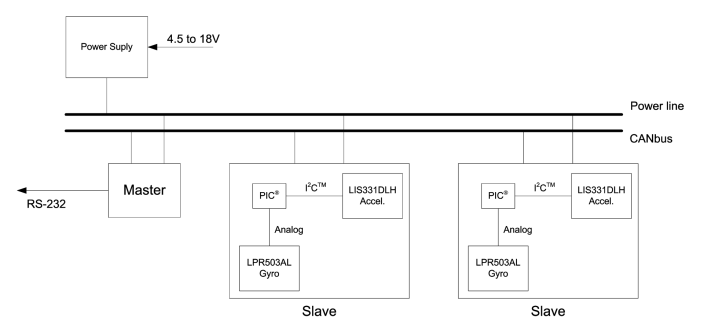 4.5 to 18V
Power Suply
Power line
CANbus
Master
RS-232
PIC®
I²C™
LIS331DLH
Accel.
Analog
LPR503AL
Gyro
Slave
PIC®
I²C™
LIS331DLH
Accel.
Analog
LPR503AL
Gyro
Slave